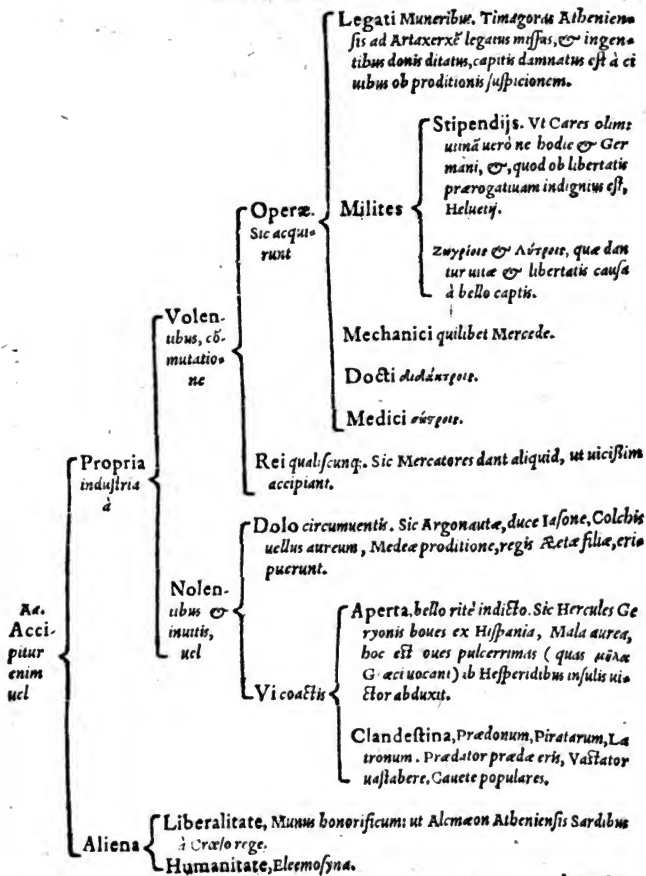 Legati Muneribus. Timagoras Athenien=
sis ad Artaxerxē legatus missus, & ingen=
tibus donis ditatus, capitis damnatus est à ci
uibus ob proditionis suspicionem.
Stipendijs. Vt Cares olim:
utinā uerò ne hodie & Ger
mani, &, quod ob libertatis
prærogatiuam indignius est,
Heluetij.
Operæ.
Sic acqui=
runt
Milites
Ζωγρίοις & Λύτροις, quæ dan
tur uitæ & libertatis causa
à bello captis.
Volen=
tibus, cō=
mutatio=
ne
Mechanici quilibet Mercede.
Docti διδάκτροις.
Medici σώτροις.
Propria
industria
à
Rei qualiscunq;. Sic Mercatores dant aliquid, ut uicissim
accipiant.
Dolo circumuentis. Sic Argonautæ, duce Iasone, Colchis
uellus aureum, Medeæ proditione, regis Æetæ filiæ, eri
puerunt.
Nolen=
tibus &
inuitis,
uel
Aa.
Acci=
pitur
enim
uel
Aperta, bello ritè indicto. Sic Hercules Ge
ryonis boues ex Hispania, Mala aurea,
hoc est oues pulcerrimas (quas μῆλα
Græci uocant) ab Hesperidibus insulis ui=
ctor abduxit.
Vi coactis
Clandestina, Prædonum, Piratarum, La
tronum. Prædator præda eris, Vastator
uastabere. Cauete populares.
Aliena
Liberalitate, Munus honorificum: ut Alcmæon Atheniensis Sardibus
à Crœso rege.
Humanitate, Eleemosyna.